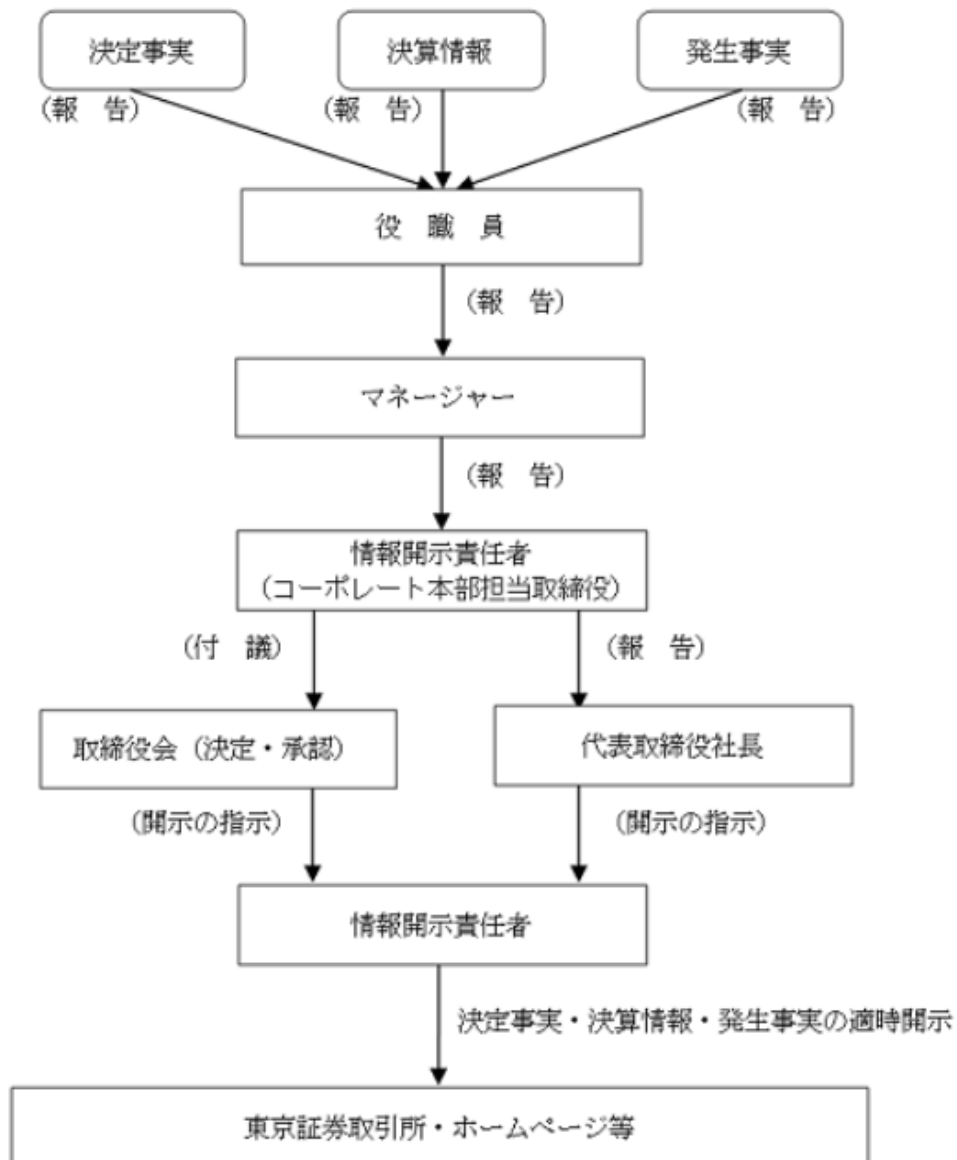 決定事実
決算情報
発生事実
(報 告)
(報 告)
(報 告)
役 職 員
(報 告)
マネージャー
(報 告)
情報開示責任者
(コーポレート本部担当取締役)
(付 議)
(報 告)
取締役会(決定・承認)
代表取締役社長
(開示の指示)
(開示の指示)
情報開示責任者
決定事実・決算情報・発生事実の適時開示
東京証券取引所・ホームページ等